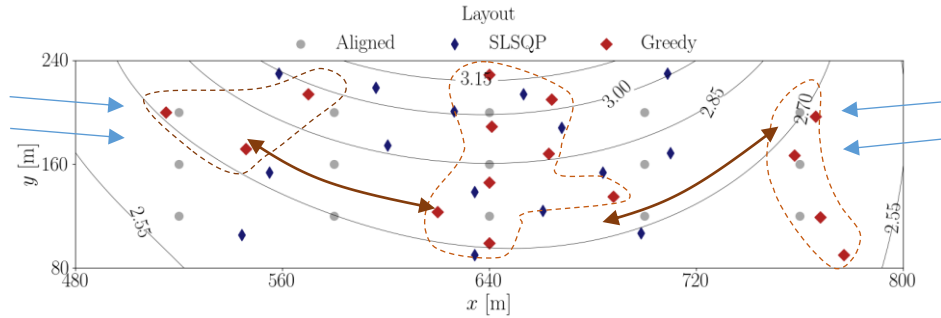 Layout
Aligned SLSQP Greedy
240
3.15
3.00
2.85
2.70
160
2.55
2.55
80
y [m]
480 560 640 720 800
x [m]